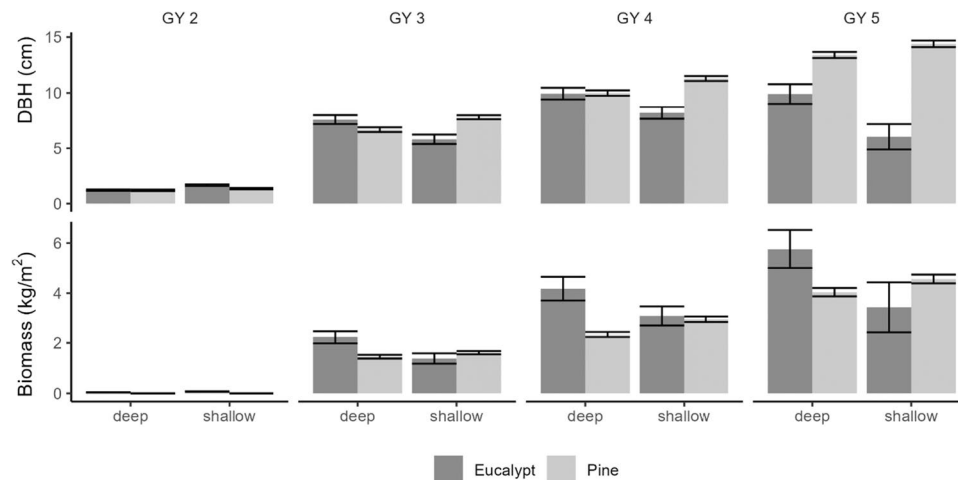 GY 2 GY 3 GY 4 GY 5
DBH (cm)
15
10
5
0
Biomass (kg/m²)
6
4
2
0
deep shallow deep shallow deep shallow deep shallow
Eucalypt Pine